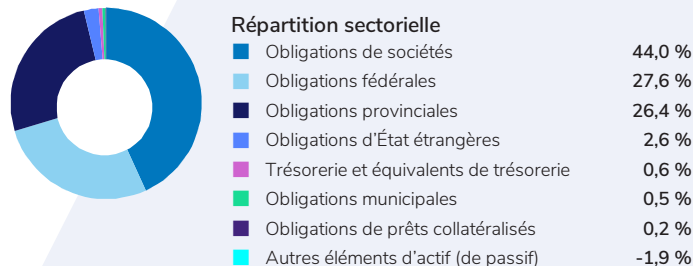 Répartition sectorielle
Obligations de sociétés 44,0 %
Obligations fédérales 27,6 %
Obligations provinciales 26,4 %
Obligations d'État étrangères 2,6 %
Trésorerie et équivalents de trésorerie 0,6 %
Obligations municipales 0,5 %
Obligations de prêts collatéralisés 0,2 %
Autres éléments d'actif (de passif) -1,9 %